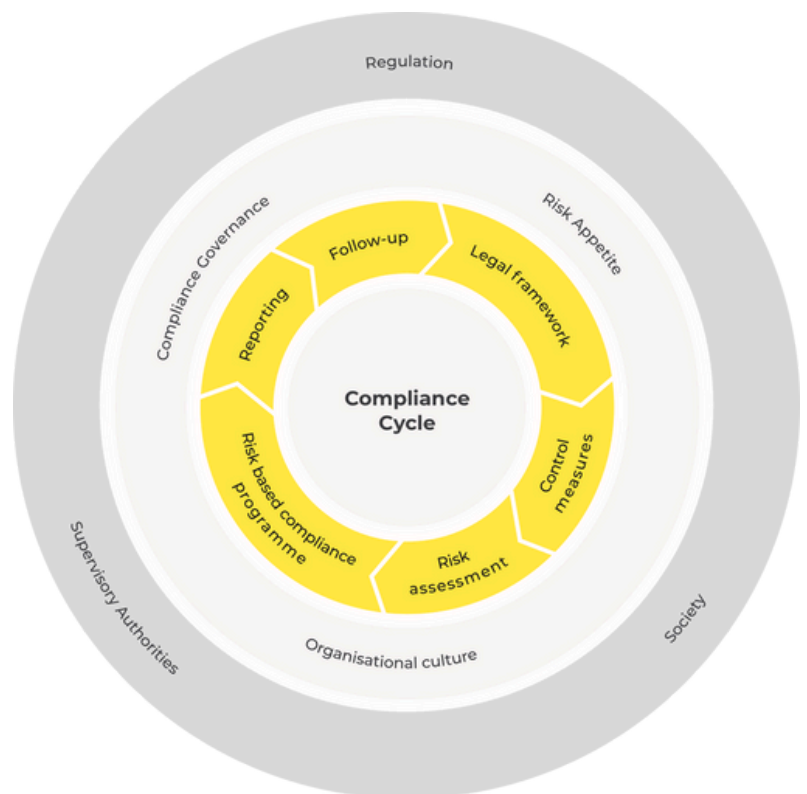 Regulation
Compliance Governance
Risk Appetite
Follow-up
Legal framework
Reporting
Compliance
Cycle
Control
measures
Risk based compliance
programme
Risk
assessment
Organisational culture
Supervisory Authorities
Society